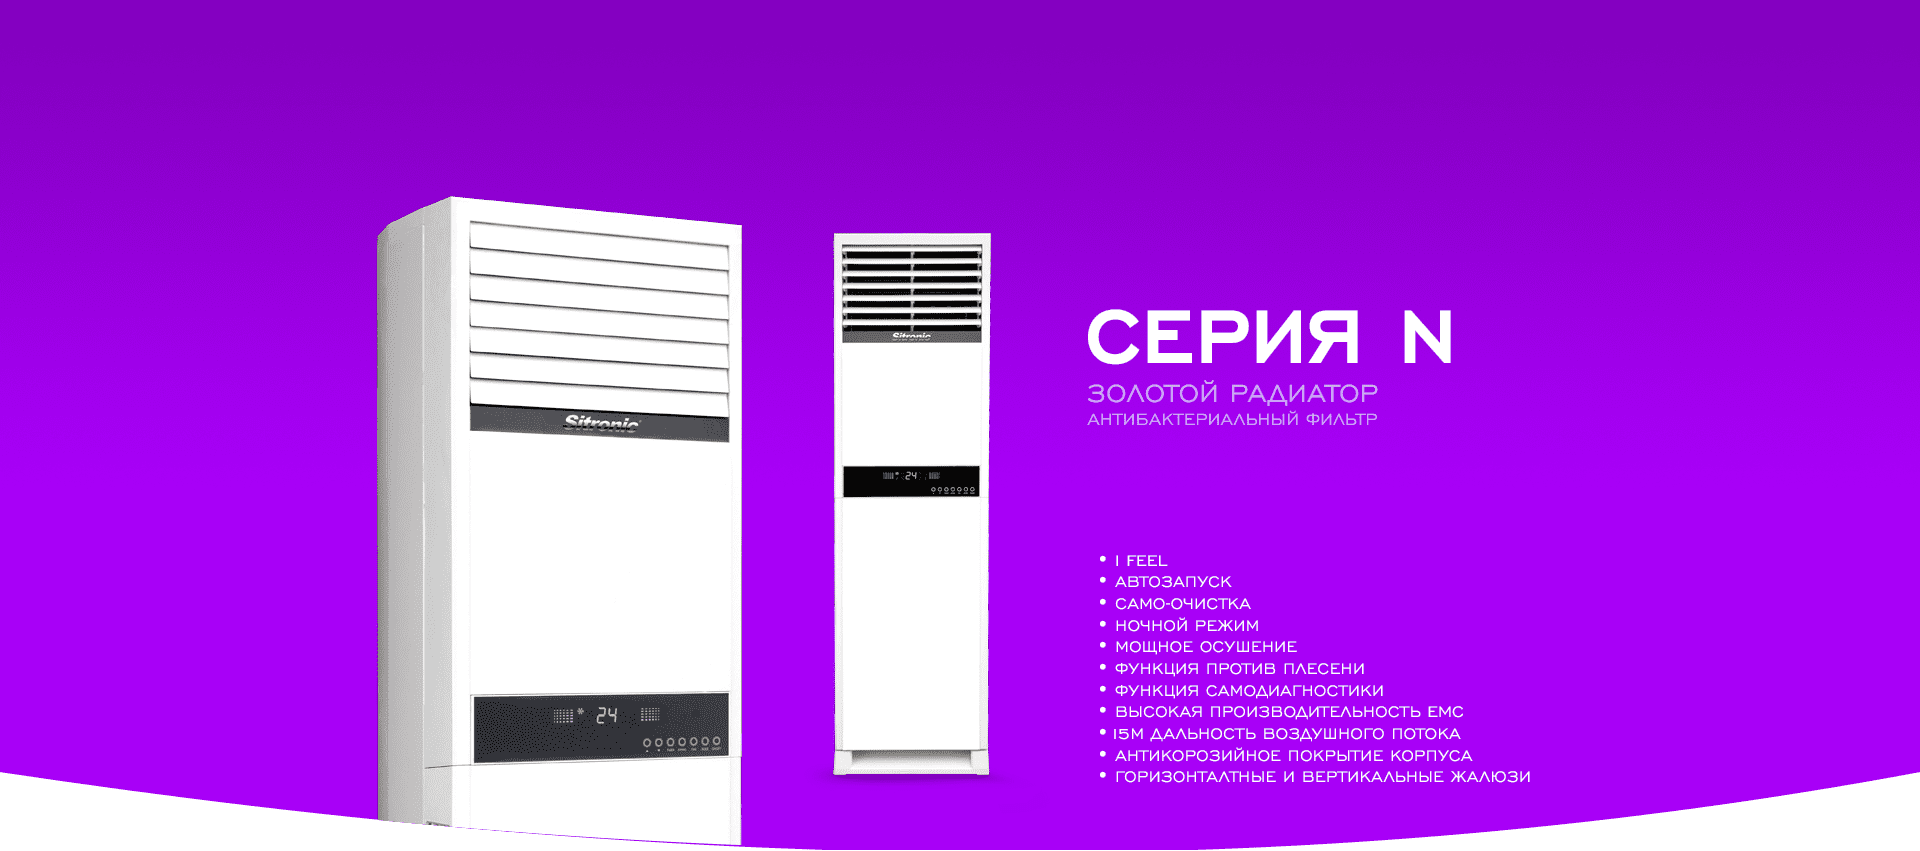 Sitronic
24
Sitronic
24
СЕРИЯ N
ЗОЛОТОЙ РАДИАТОР
АНТИБАКТЕРИАЛЬНЫЙ ФИЛЬТР
• I FEEL
• АВТОЗАПУСК
• САМО-ОЧИСТКА
• НОЧНОЙ РЕЖИМ
• МОЩНОЕ ОСУШЕНИЕ
• ФУНКЦИЯ ПРОТИВ ПЛЕСЕНИ
• ФУНКЦИЯ САМОДИАГНОСТИКИ
• ВЫСОКАЯ ПРОИЗВОДИТЕЛЬНОСТЬ EMC
• 15М ДАЛЬНОСТЬ ВОЗДУШНОГО ПОТОКА
• АНТИКОРОЗИЙНОЕ ПОКРЫТИЕ КОРПУСА
• ГОРИЗОНТАЛТНЫЕ И ВЕРТИКАЛЬНЫЕ ЖАЛЮЗИ